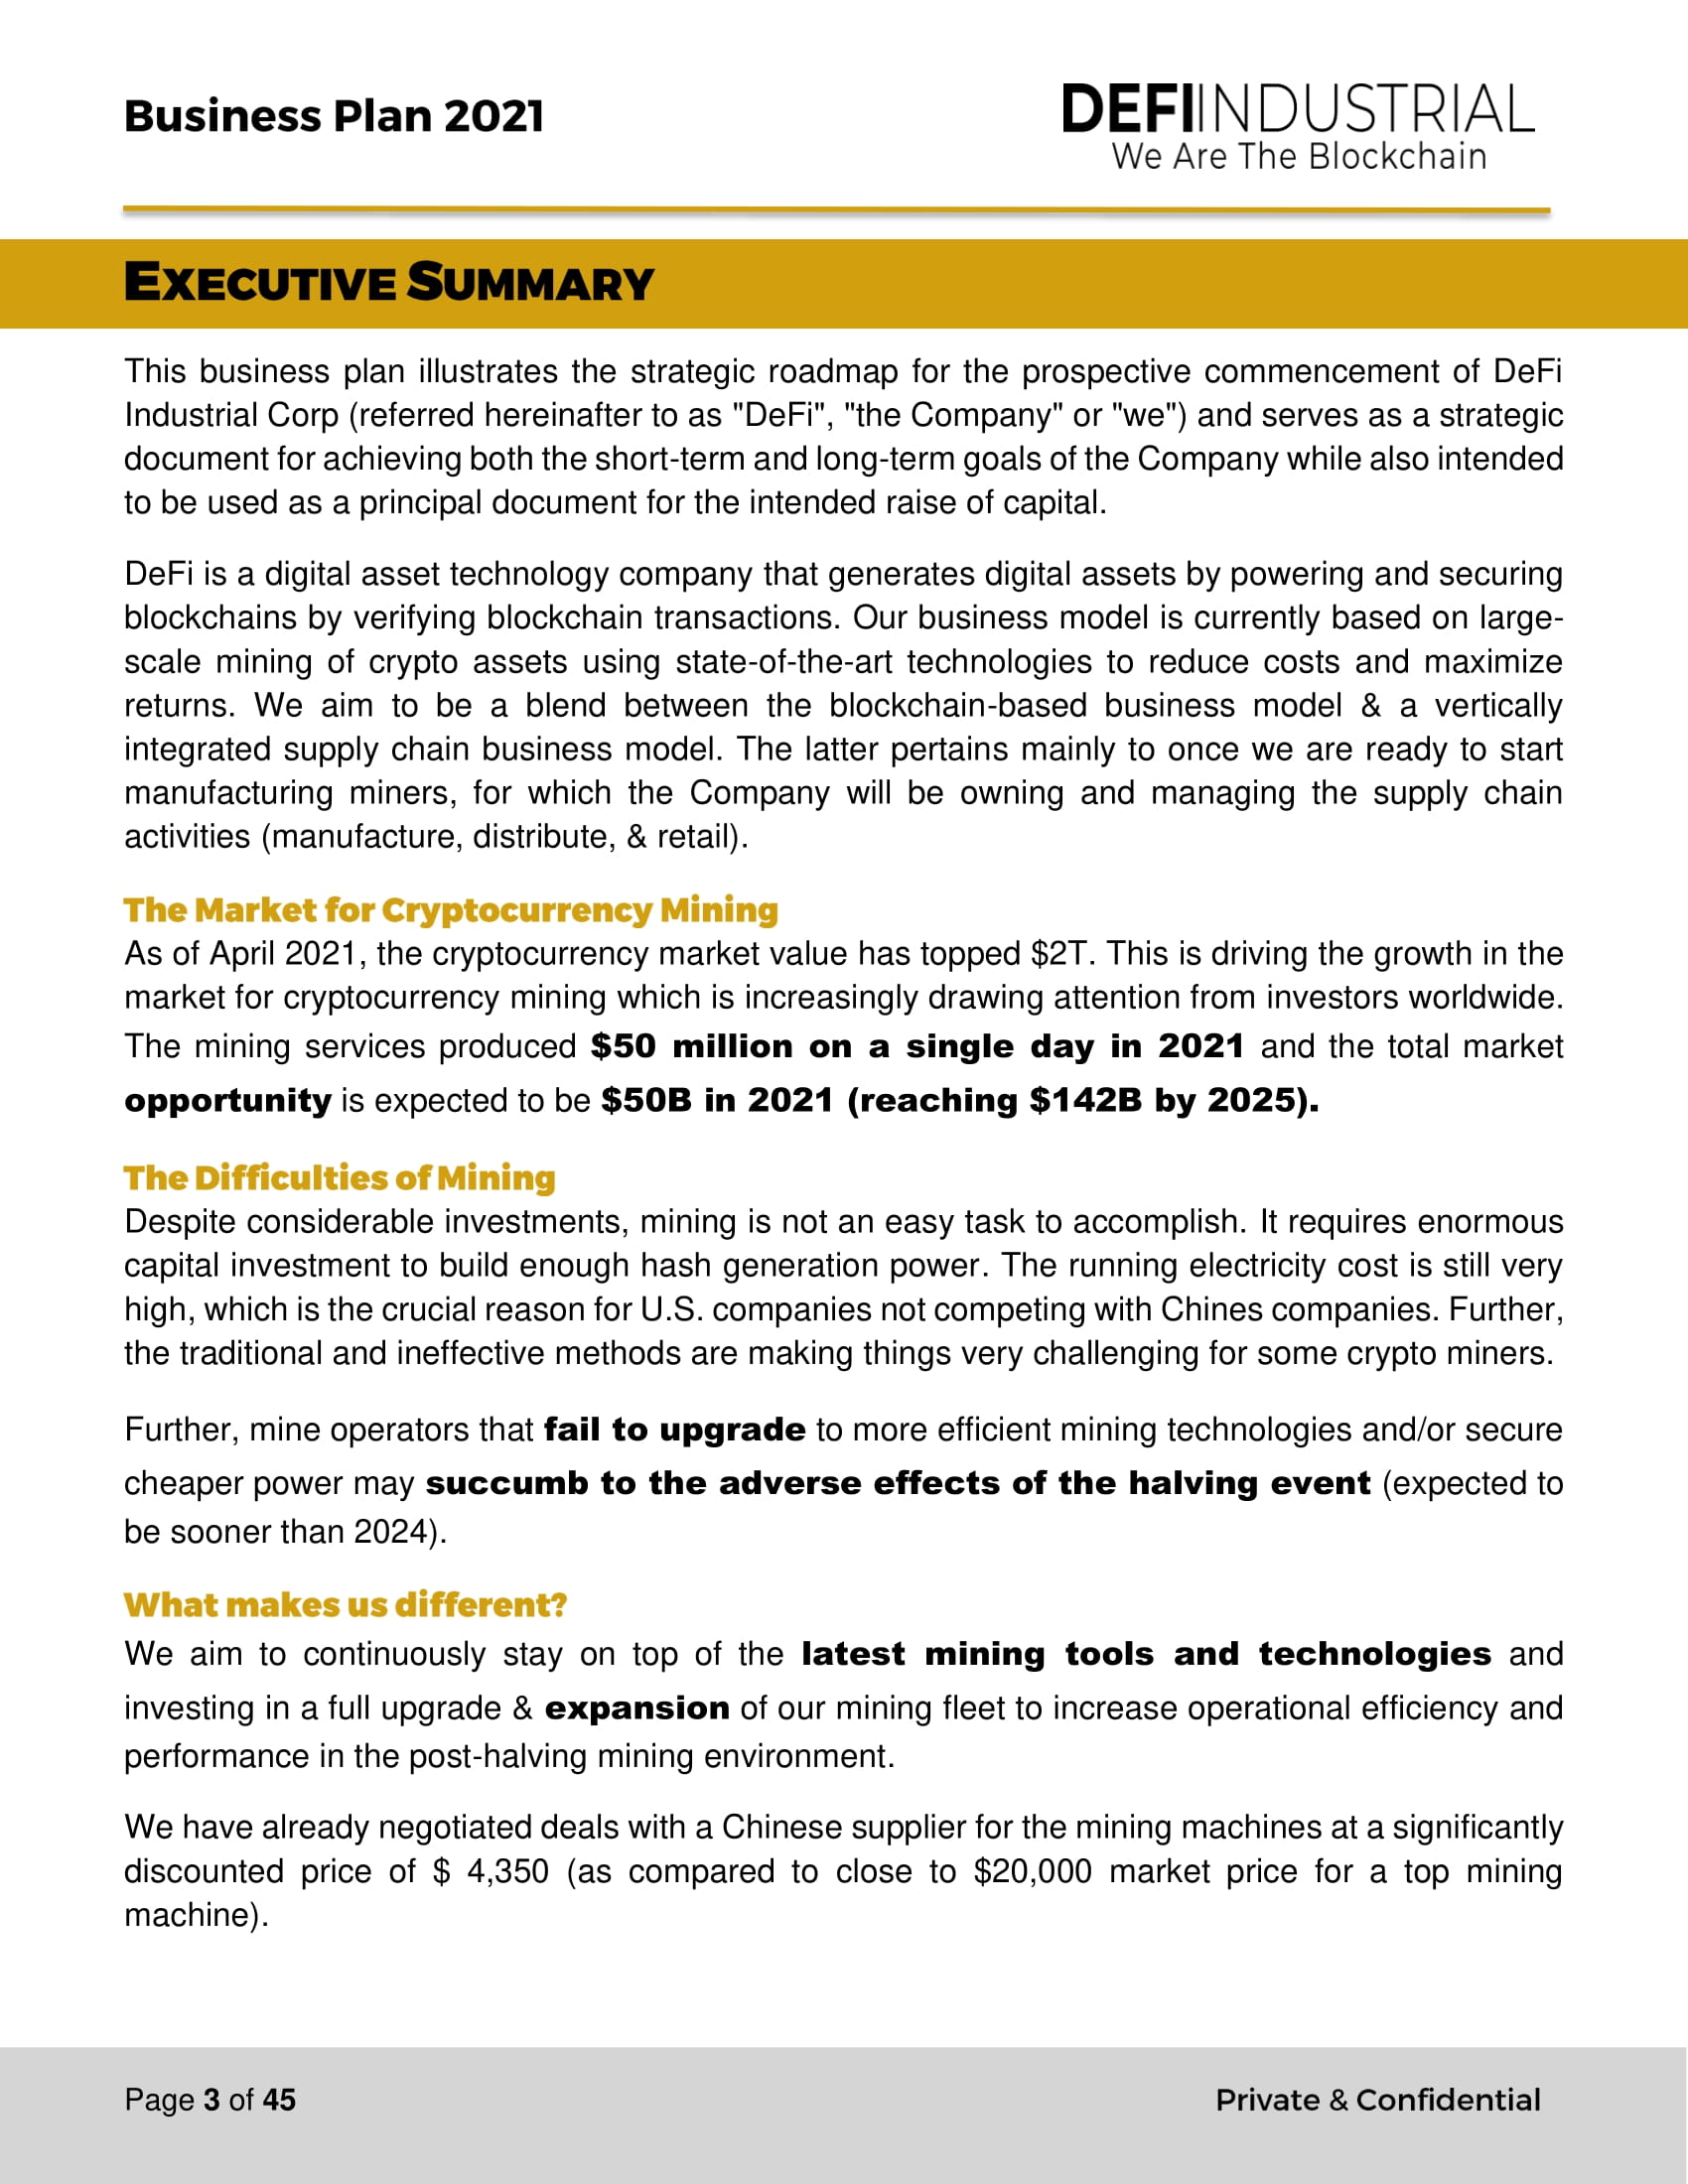 Business Plan 2021
DEFIINDUSTRIAL
We Are The Blockchain
EXECUTIVE SUMMARY
This business plan illustrates the strategic roadmap for the prospective commencement of DeFi
Industrial Corp (referred hereinafter to as "DeFi", "the Company" or "we") and serves as a strategic
document for achieving both the short-term and long-term goals of the Company while also intended
to be used as a principal document for the intended raise of capital.
DeFi is a digital asset technology company that generates digital assets by powering and securing
blockchains by verifying blockchain transactions. Our business model is currently based on large-
scale mining of crypto assets using state-of-the-art technologies to reduce costs and maximize
returns. We aim to be a blend between the blockchain-based business model & a vertically
integrated supply chain business model. The latter pertains mainly to once we are ready to start
manufacturing miners, for which the Company will be owning and managing the supply chain
activities (manufacture, distribute, & retail).
The Market for Cryptocurrency Mining
As of April 2021, the cryptocurrency market value has topped $2T. This is driving the growth in the
market for cryptocurrency mining which is increasingly drawing attention from investors worldwide.
The mining services produced $50 million on a single day in 2021 and the total market
opportunity is expected to be $50B in 2021 (reaching $142B by 2025).
The Difficulties of Mining
Despite considerable investments, mining is not an easy task to accomplish. It requires enormous
capital investment to build enough hash generation power. The running electricity cost is still very
high, which is the crucial reason for U.S. companies not competing with Chines companies. Further,
the traditional and ineffective methods are making things very challenging for some crypto miners.
Further, mine operators that fail to upgrade to more efficient mining technologies and/or secure
cheaper power may succumb to the adverse effects of the halving event (expected to
be sooner than 2024).
What makes us different?
We aim to continuously stay on top of the latest mining tools and technologies and
investing in a full upgrade & expansion of our mining fleet to increase operational efficiency and
performance in the post-halving mining environment.
We have already negotiated deals with a Chinese supplier for the mining machines at a significantly
discounted price of $ 4,350 (as compared to close to $20,000 market price for a top mining
machine).
Page 3 of 45
Private & Confidential